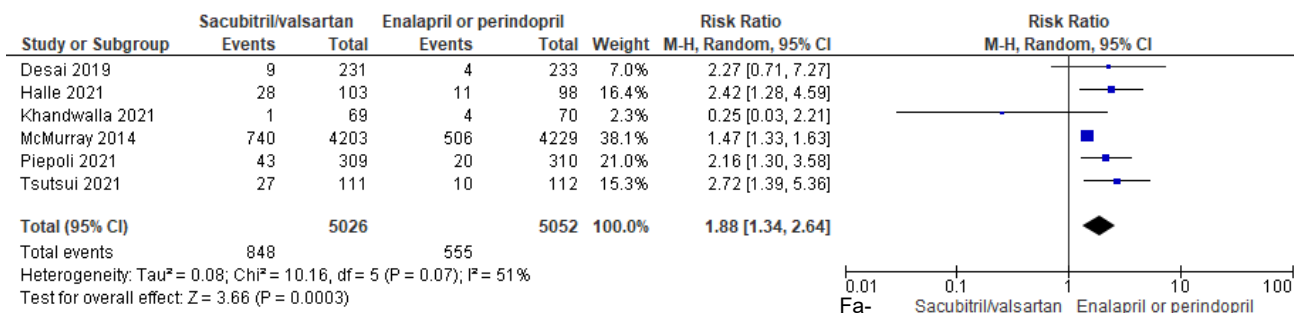 Sacubitril/valsartan Enalapril or perindopril Risk Ratio Risk Ratio
Study or Subgroup Events Total Events Total Weight M-H, Random, 95% CI M-H, Random, 95% CI
Desai 2019 9 231 4 233 7.0% 2.27 [0.71, 7.27]
Halle 2021 28 103 11 98 16.4% 2.42 [1.28, 4.59]
Khandwalla 2021 1 69 4 70 2.3% 0.25 [0.03, 2.21]
McMurray 2014 740 4203 506 4229 38.1% 1.47 [1.33, 1.63]
Piepoli 2021 43 309 20 310 21.0% 2.16 [1.30, 3.58]
Tsutsui 2021 27 111 10 112 15.3% 2.72 [1.39, 5.36]
Total (95% CI) 5026 5052 100.0% 1.88 [1.34, 2.64]
Total events 848 555
Heterogeneity: Tau² = 0.08; Chi² = 10.16, df = 5 (P = 0.07); I² = 51%
Test for overall effect: Z = 3.66 (P = 0.0003)
0.01 0.1 1 10 100
Fa- Sacubitril/valsartan Enalapril or perindopril